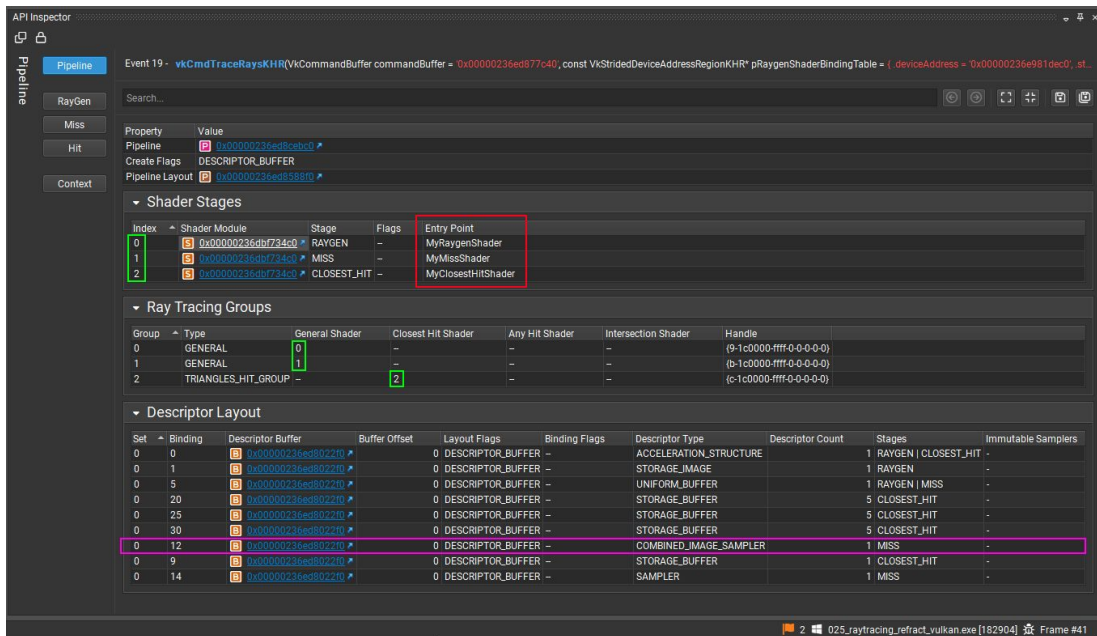 API Inspector
Pipeline
Pipeline
RayGen
Miss
Hit
Context
Event 19 - vkCmdTraceRaysKHR(VkCommandBuffer commandBuffer = '0x00000236ed877c40', const VkStridedDeviceAddressRegionKHR* pRaygenShaderBindingTable = { .deviceAddress = '0x00000236e981dec0', .st...
Search...
Property Value
Pipeline P 0x00000236ed8cebc0
Create Flags DESCRIPTOR_BUFFER
Pipeline Layout P 0x00000236ed8588f0
Shader Stages
Index Shader Module Stage Flags Entry Point
0 S 0x00000236dbf734c0 RAYGEN – MyRaygenShader
1 S 0x00000236dbf734c0 MISS – MyMissShader
2 S 0x00000236dbf734c0 CLOSEST_HIT – MyClosestHitShader
Ray Tracing Groups
Group Type General Shader Closest Hit Shader Any Hit Shader Intersection Shader Handle
0 GENERAL 0 – – – {9-1c0000-ffff-0-0-0-0-0}
1 GENERAL 1 – – – {b-1c0000-ffff-0-0-0-0-0}
2 TRIANGLES_HIT_GROUP – 2 – – {c-1c0000-ffff-0-0-0-0-0}
Descriptor Layout
Set Binding Descriptor Buffer Buffer Offset Layout Flags Binding Flags Descriptor Type Descriptor Count Stages Immutable Samplers
0 0 B 0x00000236ed8022f0 0 DESCRIPTOR_BUFFER – ACCELERATION_STRUCTURE 1 RAYGEN | CLOSEST_HIT -
0 1 B 0x00000236ed8022f0 0 DESCRIPTOR_BUFFER – STORAGE_IMAGE 1 RAYGEN -
0 5 B 0x00000236ed8022f0 0 DESCRIPTOR_BUFFER – UNIFORM_BUFFER 1 RAYGEN | MISS -
0 20 B 0x00000236ed8022f0 0 DESCRIPTOR_BUFFER – STORAGE_BUFFER 5 CLOSEST_HIT -
0 25 B 0x00000236ed8022f0 0 DESCRIPTOR_BUFFER – STORAGE_BUFFER 5 CLOSEST_HIT -
0 30 B 0x00000236ed8022f0 0 DESCRIPTOR_BUFFER – STORAGE_BUFFER 5 CLOSEST_HIT -
0 12 B 0x00000236ed8022f0 0 DESCRIPTOR_BUFFER – COMBINED_IMAGE_SAMPLER 1 MISS -
0 9 B 0x00000236ed8022f0 0 DESCRIPTOR_BUFFER – STORAGE_BUFFER 1 CLOSEST_HIT -
0 14 B 0x00000236ed8022f0 0 DESCRIPTOR_BUFFER – SAMPLER 1 MISS -
2 025_raytracing_refract_vulkan.exe [182904] Frame #41